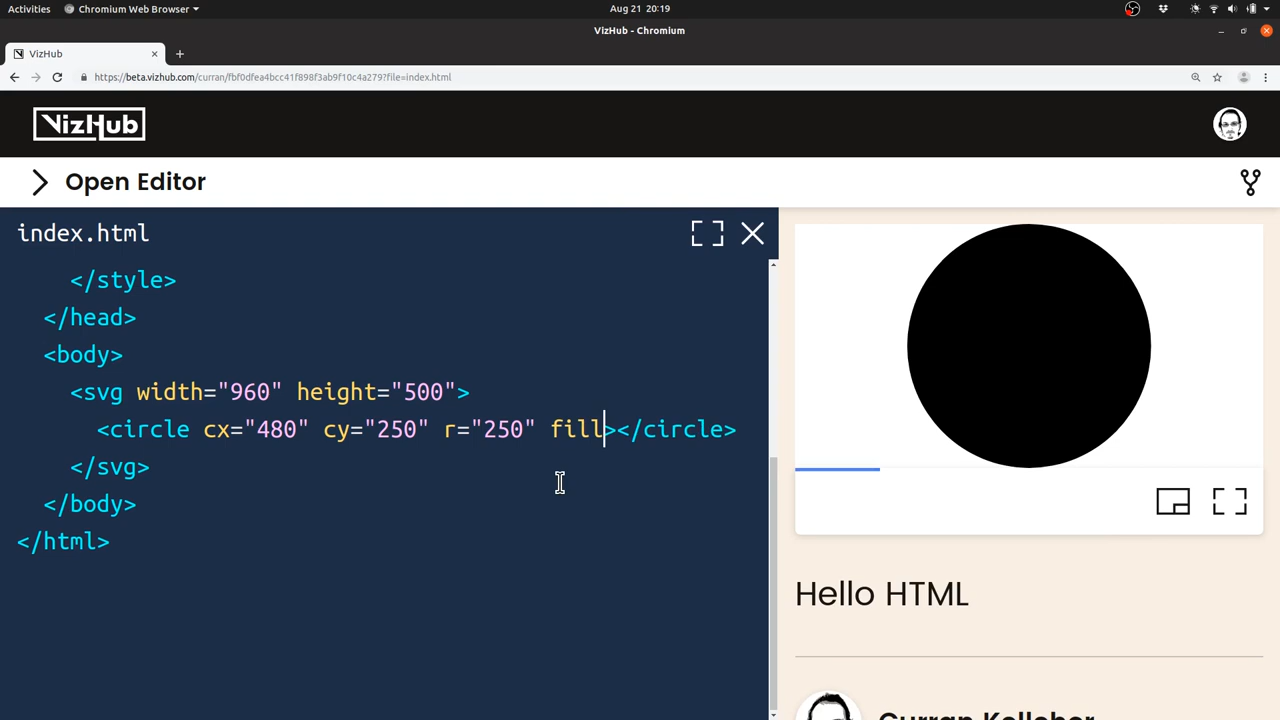 Activities
Chromium Web Browser
Aug 21 20:19
VizHub - Chromium
VizHub
https://beta.vizhub.com/curran/fbf0dfea4bcc41f898f3ab9f10c4a279?file=index.html
VizHub
Open Editor
index.html
</style>
</head>
<body>
<svg width="960" height="500">
<circle cx="480" cy="250" r="250" fill></circle>
</svg>
</body>
</html>
Hello HTML
Curran Kelleher